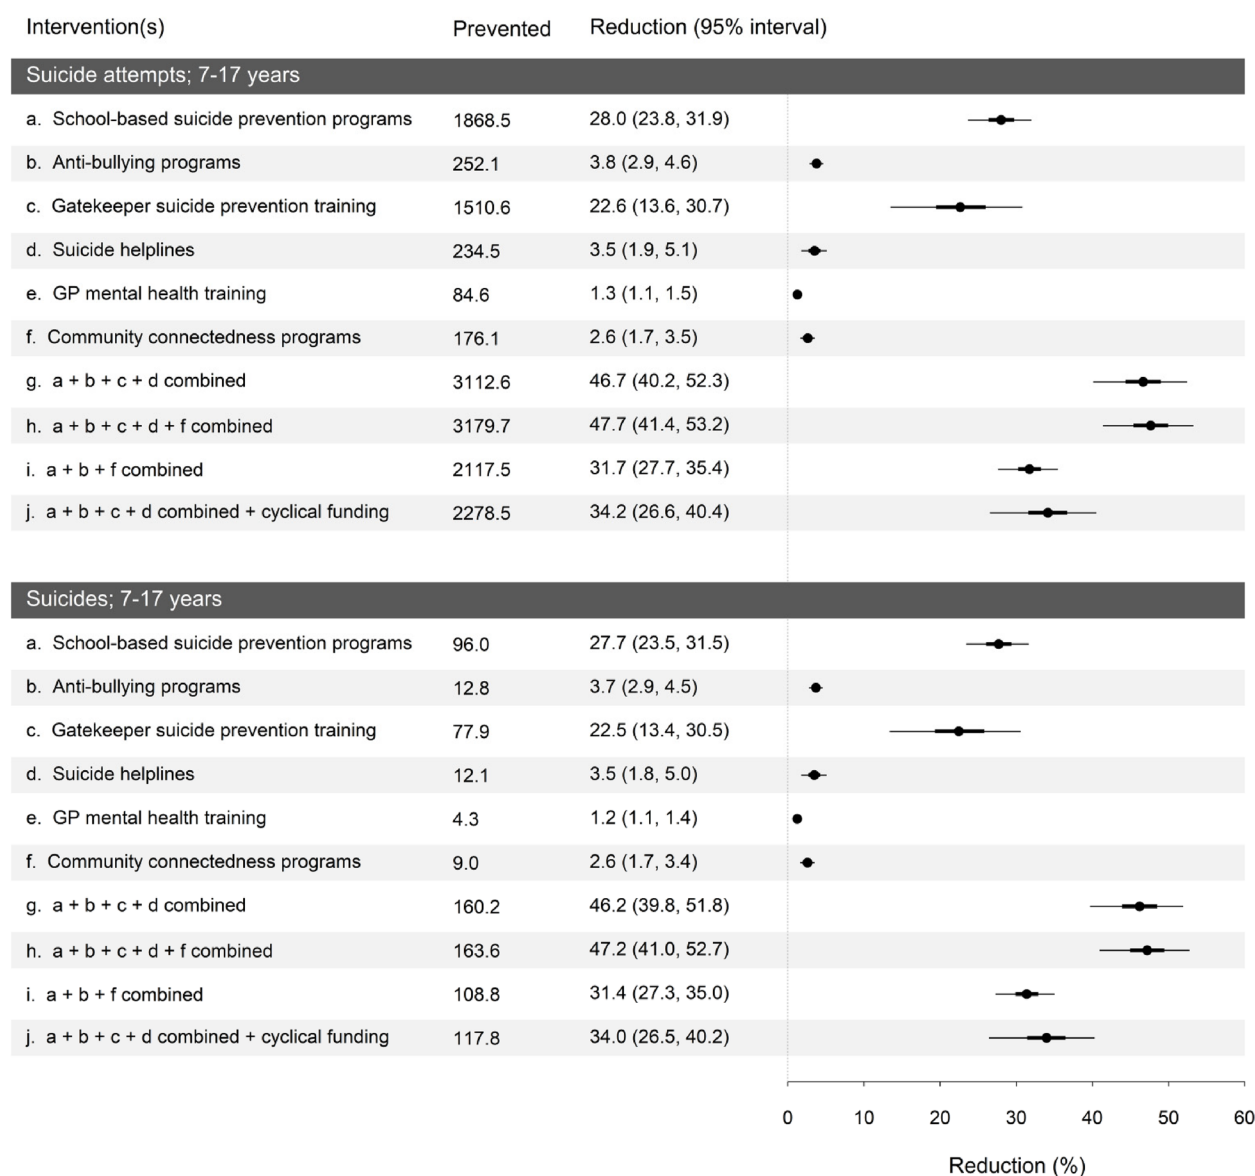 Intervention(s) Prevented Reduction (95% interval)
Suicide attempts; 7-17 years
a. School-based suicide prevention programs 1868.5 28.0 (23.8, 31.9)
b. Anti-bullying programs 252.1 3.8 (2.9, 4.6)
c. Gatekeeper suicide prevention training 1510.6 22.6 (13.6, 30.7)
d. Suicide helplines 234.5 3.5 (1.9, 5.1)
e. GP mental health training 84.6 1.3 (1.1, 1.5)
f. Community connectedness programs 176.1 2.6 (1.7, 3.5)
g. a + b + c + d combined 3112.6 46.7 (40.2, 52.3)
h. a + b + c + d + f combined 3179.7 47.7 (41.4, 53.2)
i. a + b + f combined 2117.5 31.7 (27.7, 35.4)
j. a + b + c + d combined + cyclical funding 2278.5 34.2 (26.6, 40.4)
Suicides; 7-17 years
a. School-based suicide prevention programs 96.0 27.7 (23.5, 31.5)
b. Anti-bullying programs 12.8 3.7 (2.9, 4.5)
c. Gatekeeper suicide prevention training 77.9 22.5 (13.4, 30.5)
d. Suicide helplines 12.1 3.5 (1.8, 5.0)
e. GP mental health training 4.3 1.2 (1.1, 1.4)
f. Community connectedness programs 9.0 2.6 (1.7, 3.4)
g. a + b + c + d combined 160.2 46.2 (39.8, 51.8)
h. a + b + c + d + f combined 163.6 47.2 (41.0, 52.7)
i. a + b + f combined 108.8 31.4 (27.3, 35.0)
j. a + b + c + d combined + cyclical funding 117.8 34.0 (26.5, 40.2)
0 10 20 30 40 50 60
Reduction (%)